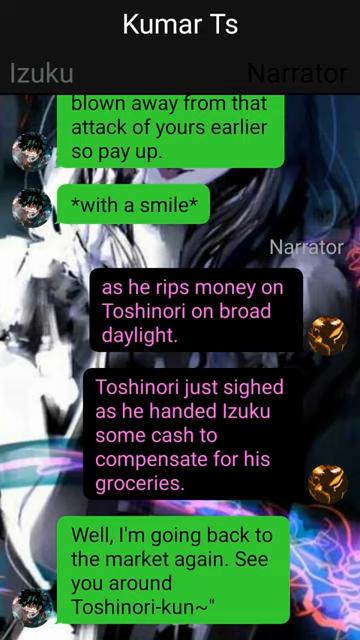 Kumar Ts
Izuku
Narrator
blown away from that
attack of yours earlier
so pay up.
*with a smile*
Narrator
as he rips money on
Toshinori on broad
daylight.
Toshinori just sighed
as he handed Izuku
some cash to
compensate for his
groceries.
Well, I'm going back to
the market again. See
you around
Toshinori-kun~"